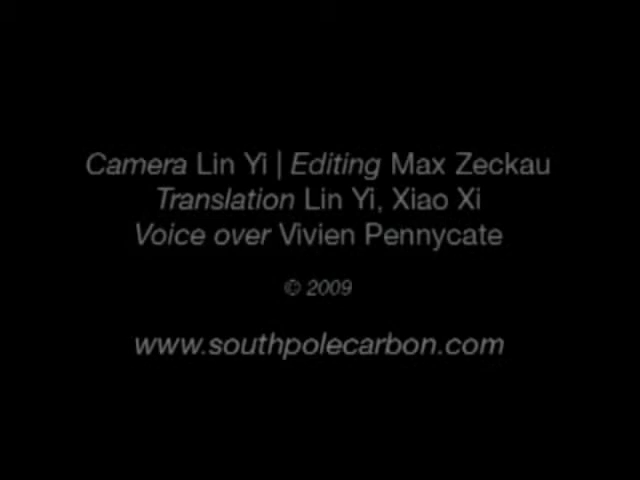 Camera Lin Yi | Editing Max Zeckau
Translation Lin Yi, Xiao Xi
Voice over Vivien Pennycate
© 2009
www.southpolecarbon.com